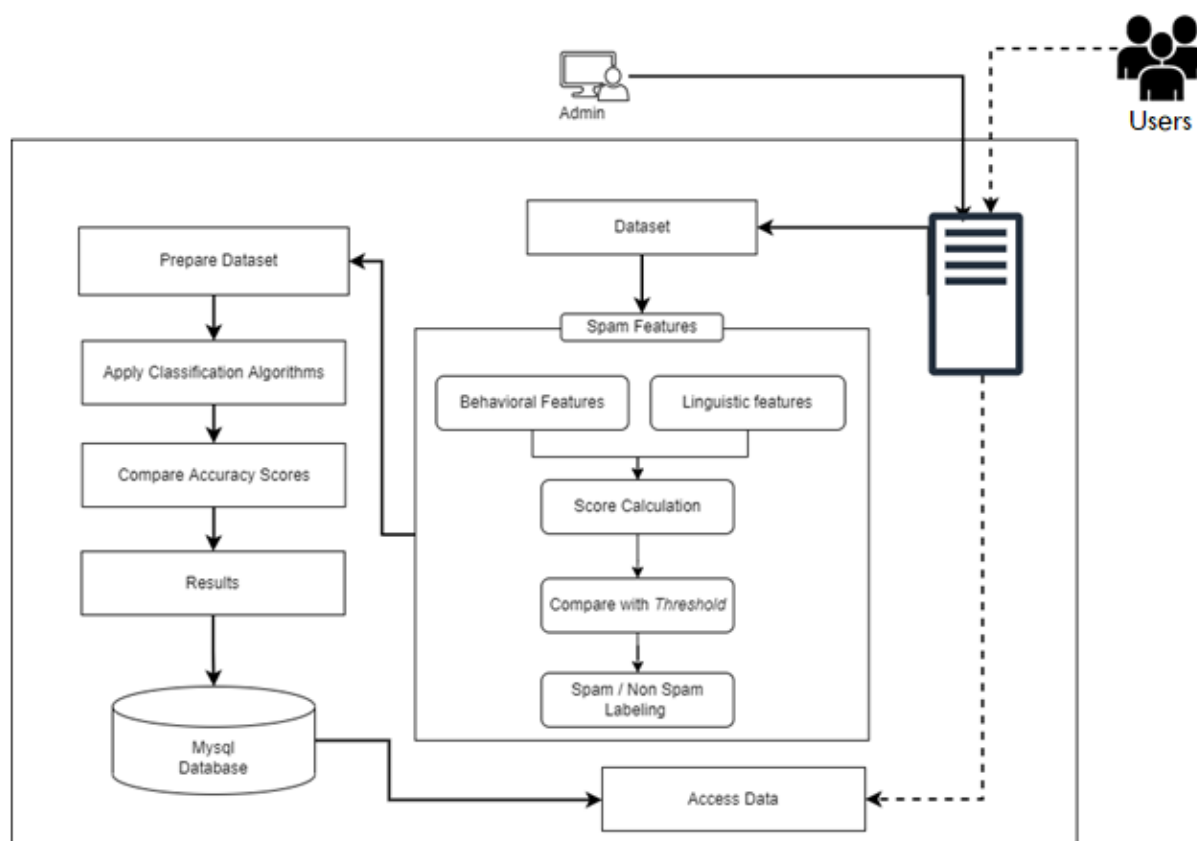 Admin
Users
Dataset
Prepare Dataset
Spam Features
Apply Classification Algorithms
Behavioral Features
Linguistic features
Compare Accuracy Scores
Score Calculation
Results
Compare with Threshold
Spam / Non Spam
Labeling
Mysql
Database
Access Data